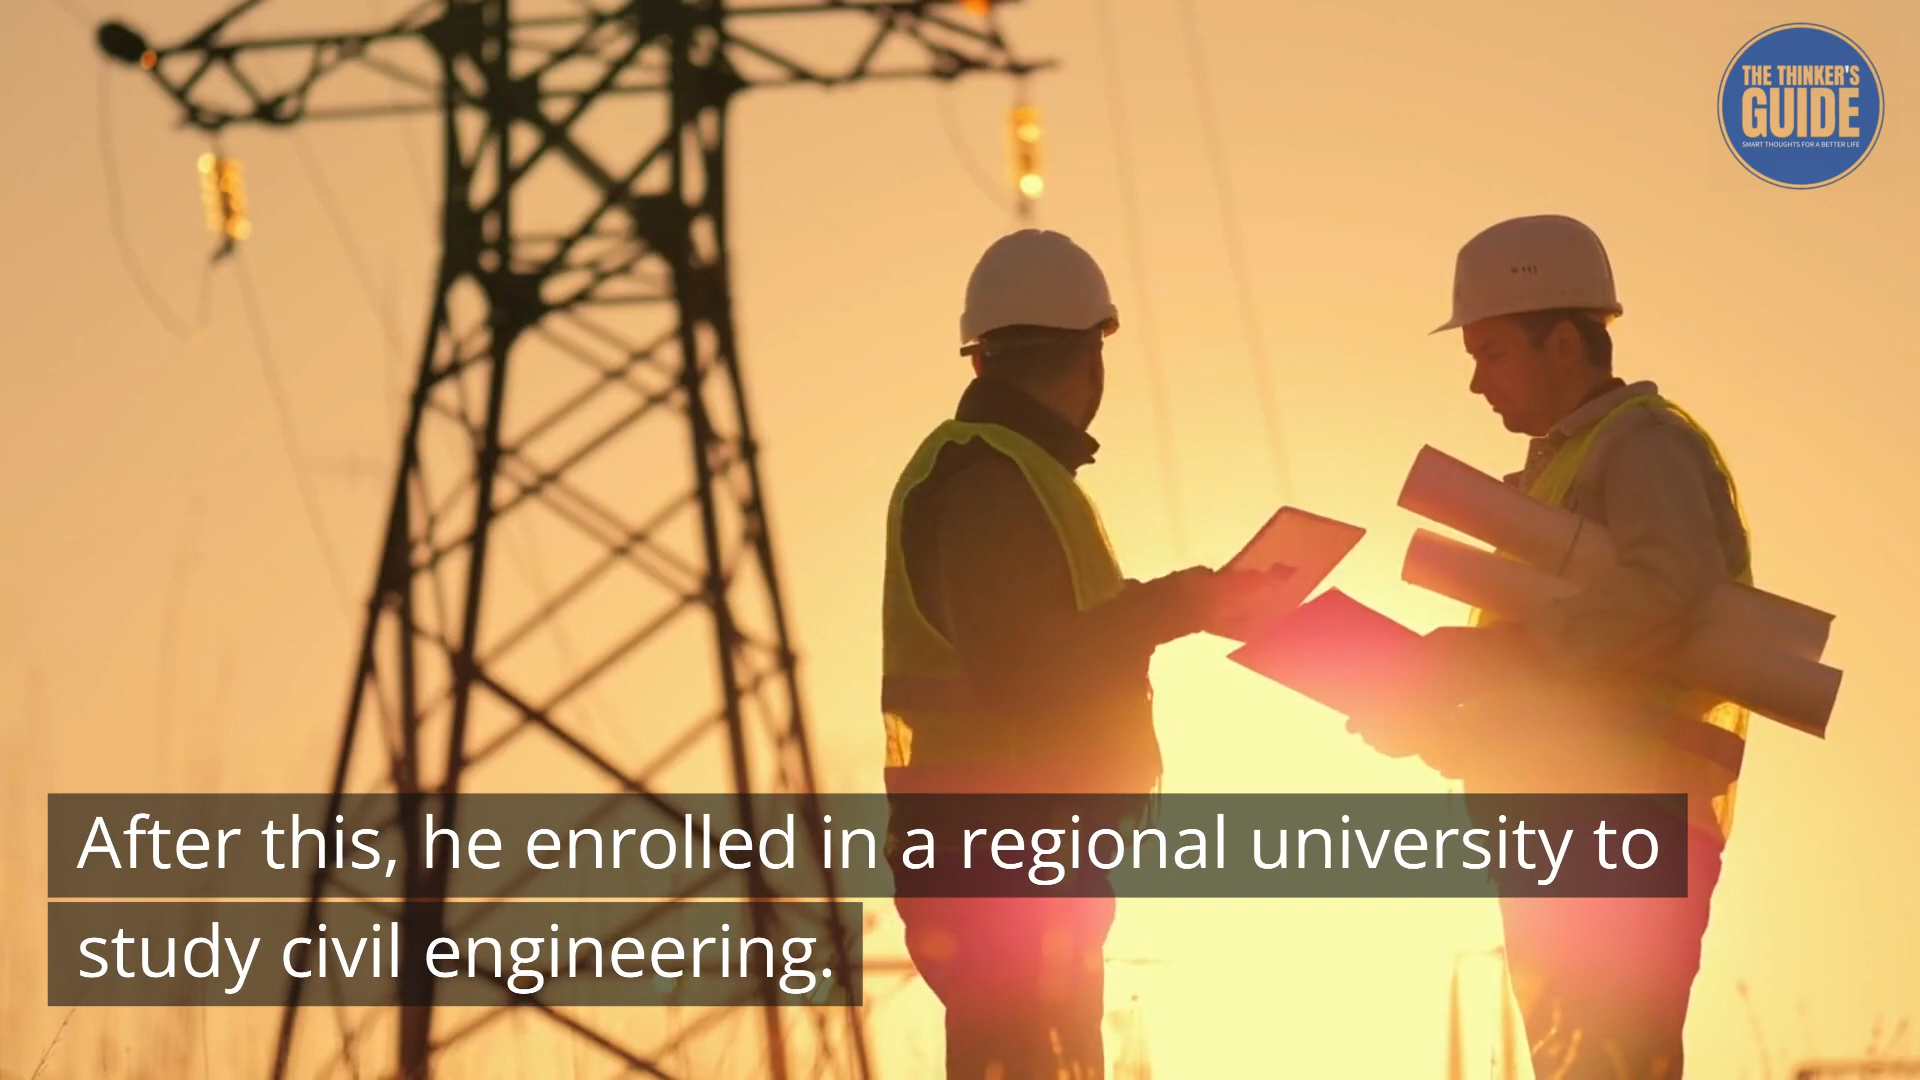 THE THINKER'S
GUIDE
SMART THOUGHTS FOR A BETTER LIFE
After this, he enrolled in a regional university to
study civil engineering.